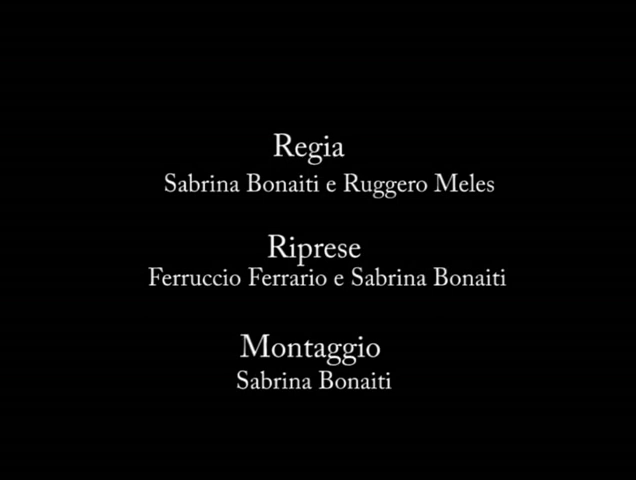 Regia
Sabrina Bonaiti e Ruggero Meles
Riprese
Ferruccio Ferrario e Sabrina Bonaiti
Montaggio
Sabrina Bonaiti